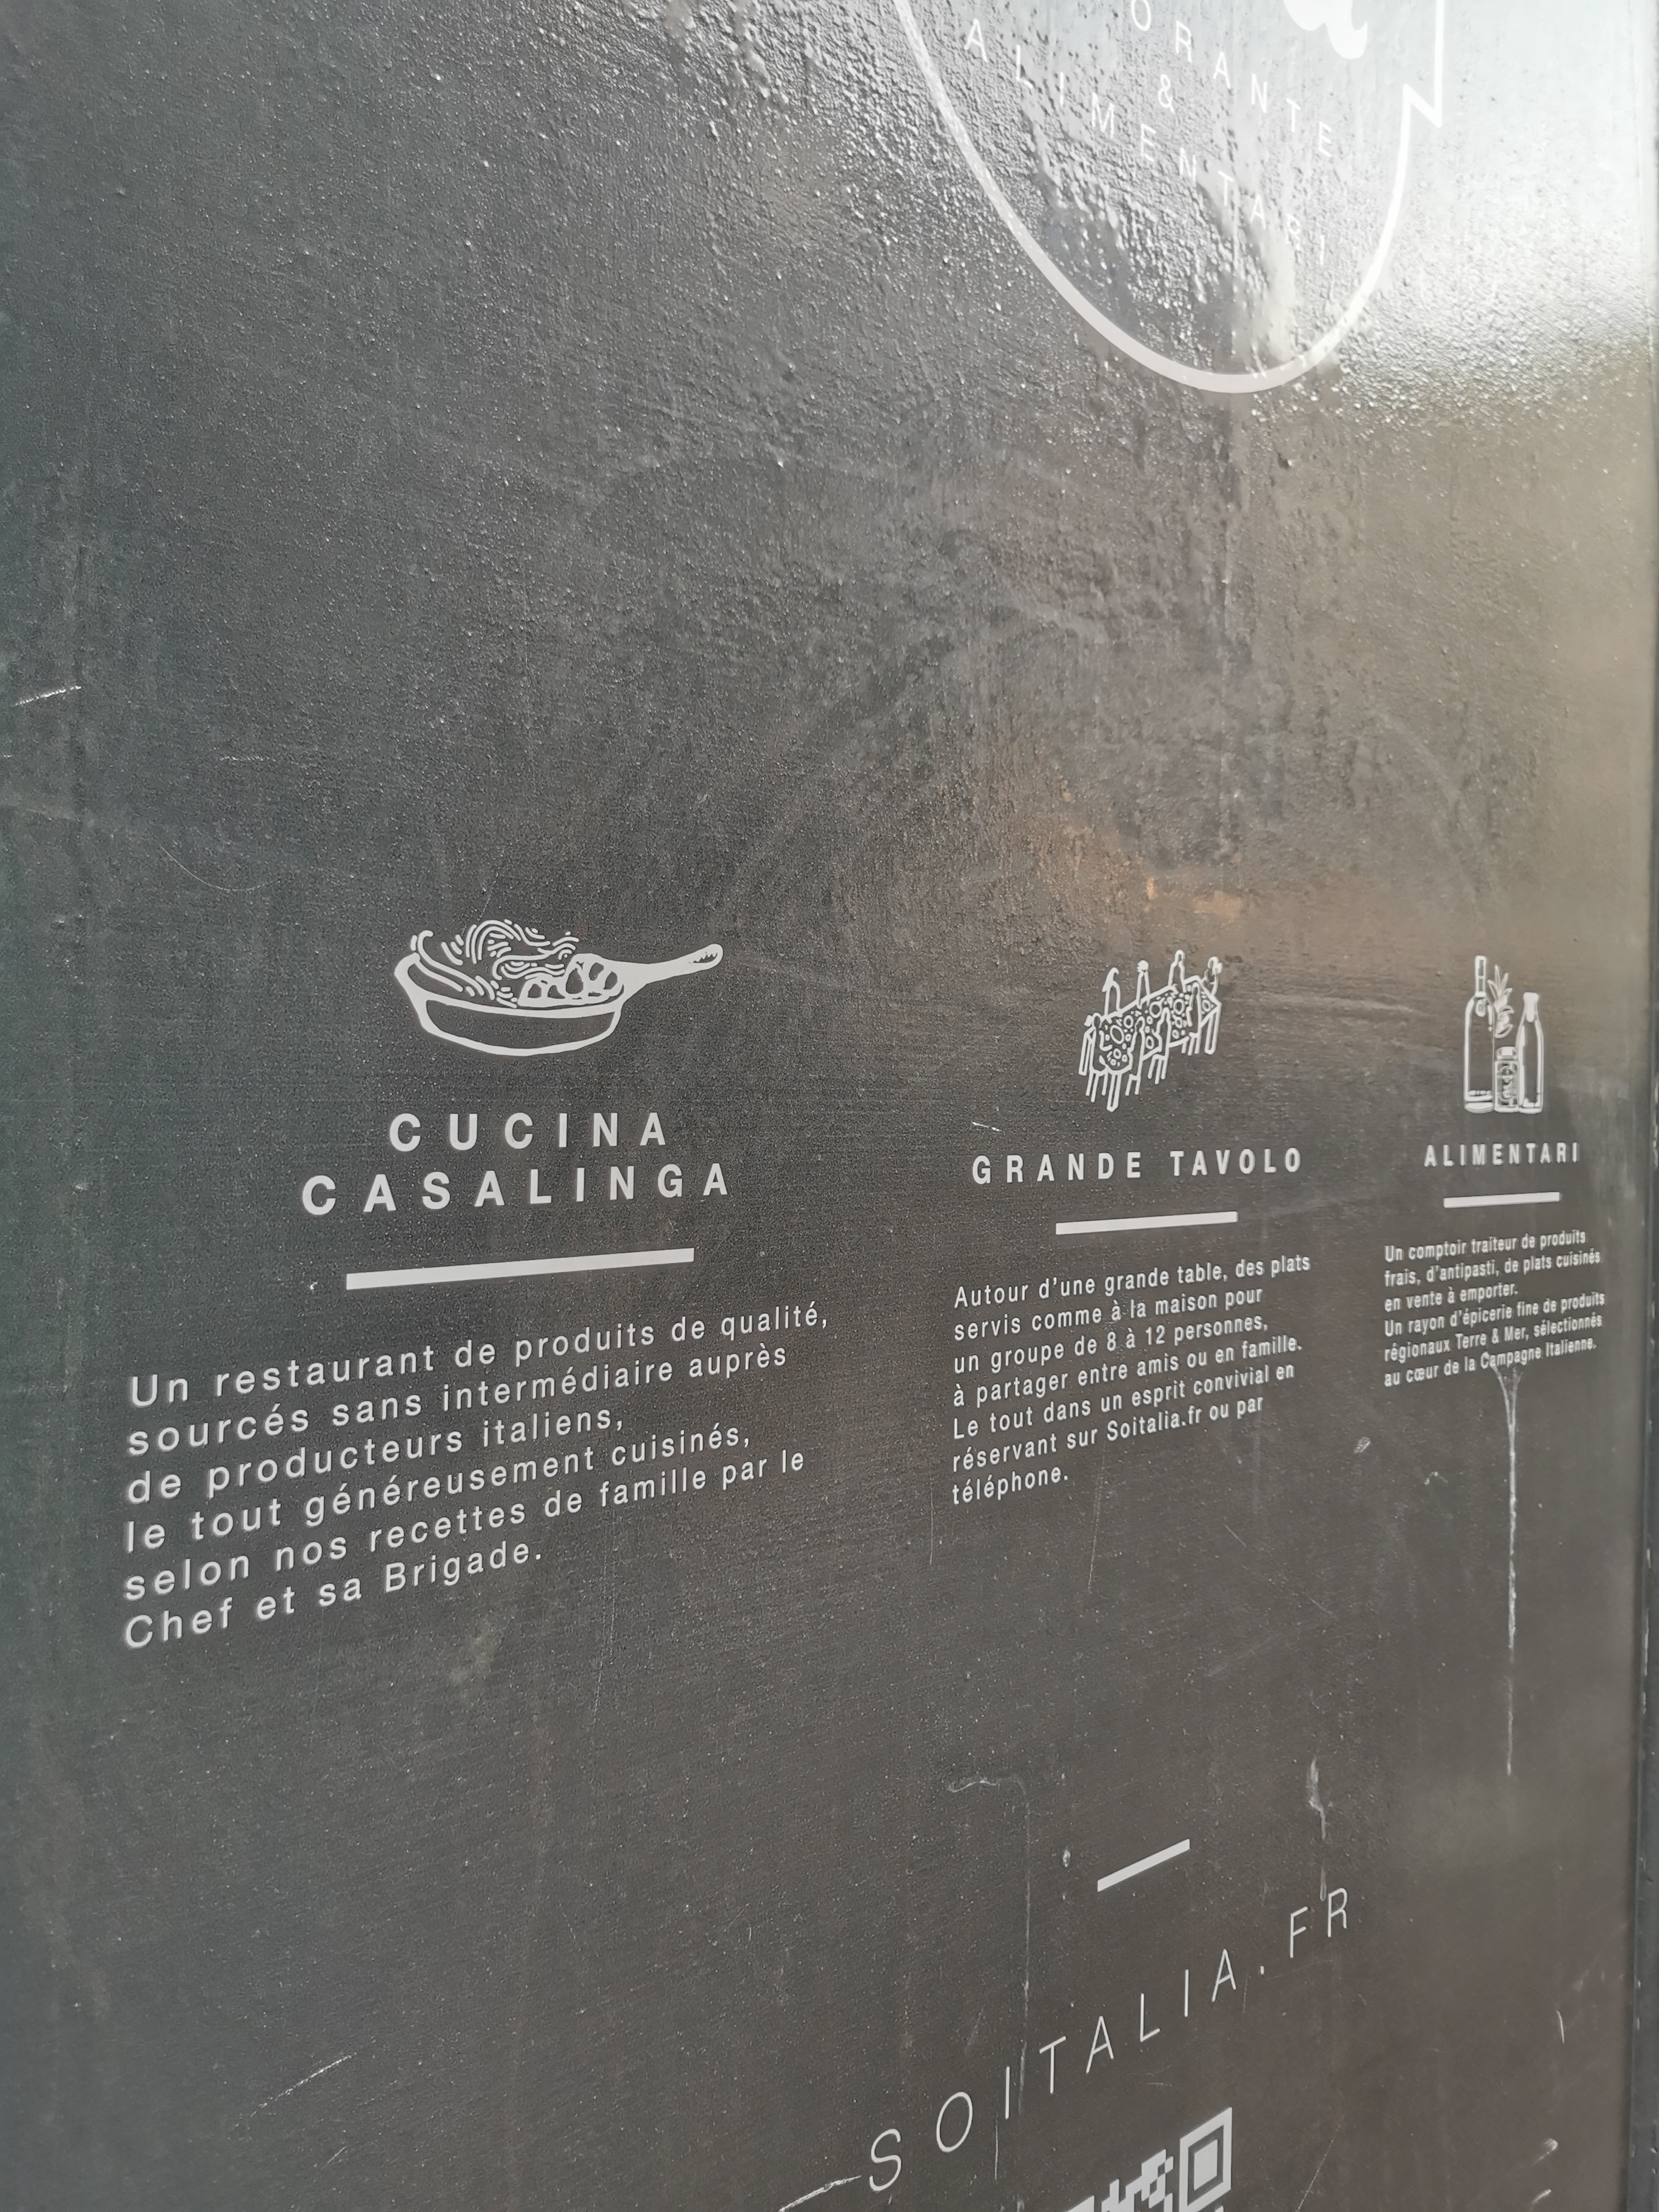 ORANTE
&
ALIMENTARI
CUCINA
CASALINGA
Un restaurant de produits de qualité,
sourcés sans intermédiaire auprès
de producteurs italiens,
le tout généreusement cuisinés,
selon nos recettes de famille par le
Chef et sa Brigade.
GRANDE TAVOLO
Autour d'une grande table, des plats
servis comme à la maison pour
un groupe de 8 à 12 personnes,
à partager entre amis ou en famille.
Le tout dans un esprit convivial en
réservant sur Soitalia.fr ou par
téléphone.
ALIMENTARI
Un comptoir traiteur de produits
frais, d'antipasti, de plats cuisinés
en vente à emporter.
Un rayon d'épicerie fine de produits
régionaux Terre & Mer, sélectionnés
au cœur de la Campagne Italienne.
SOITALIA.FR